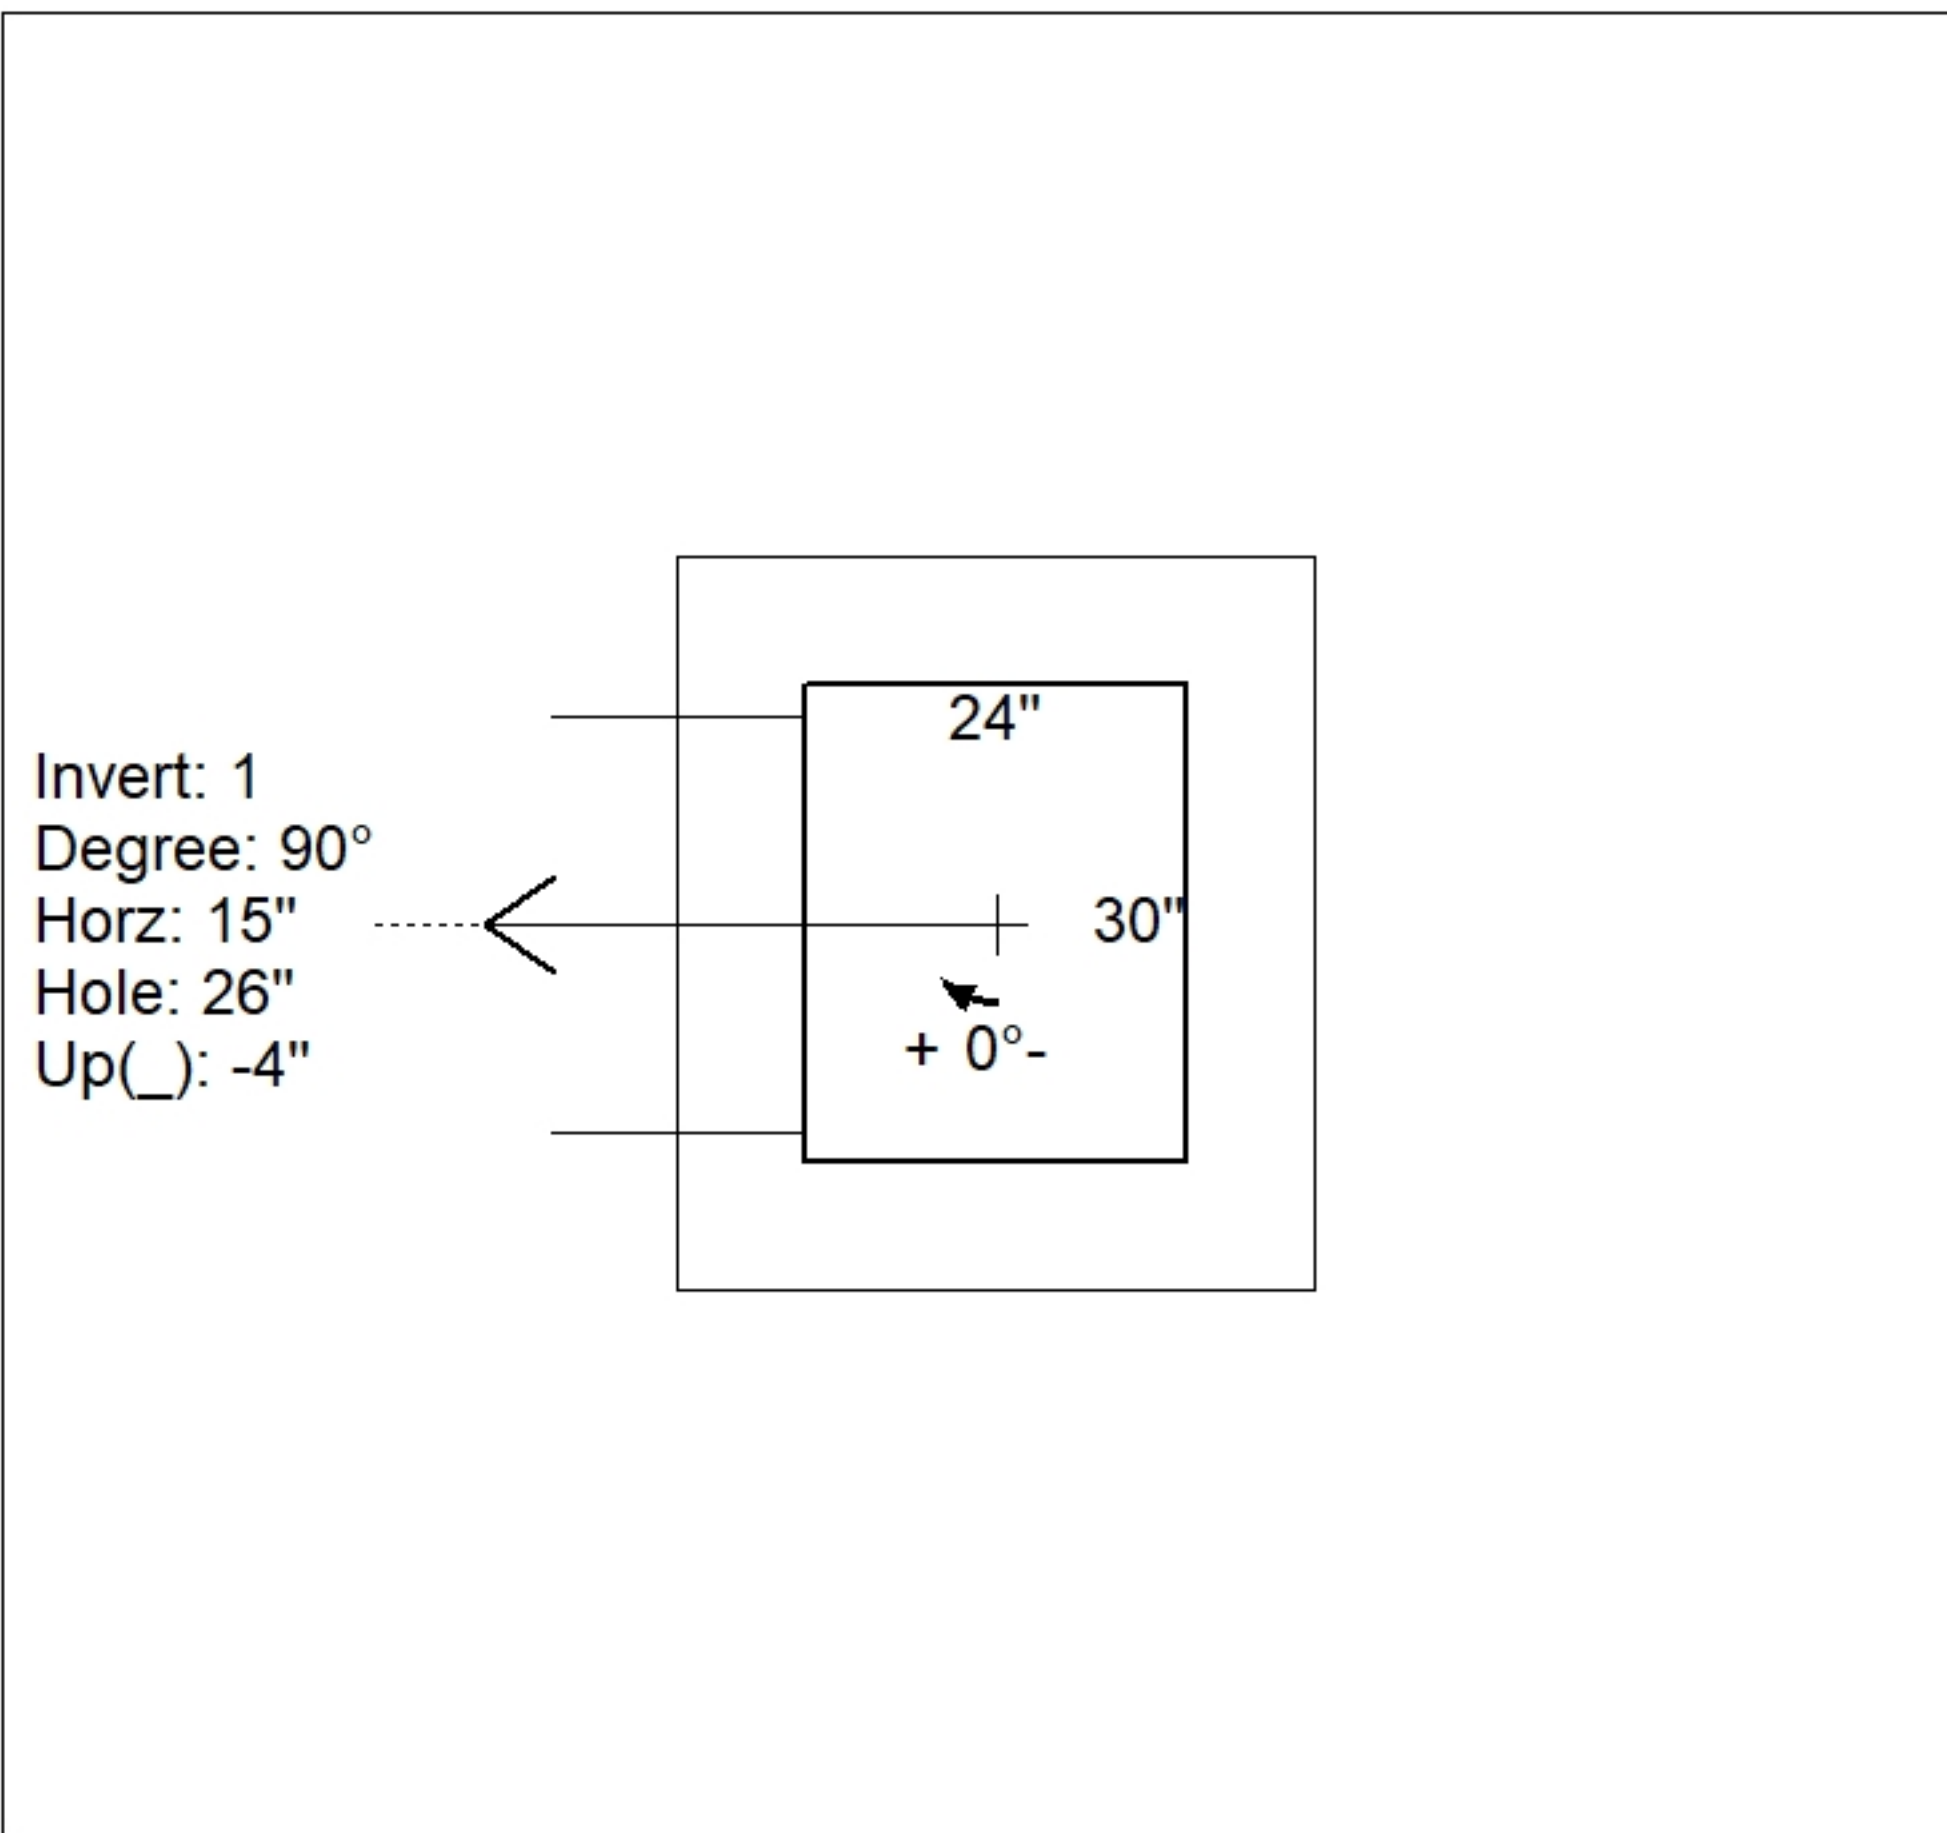 24"
Invert: 1
Degree: 90°
Horz: 15"
30"
Hole: 26"
+ 0°-
Up(_): -4"